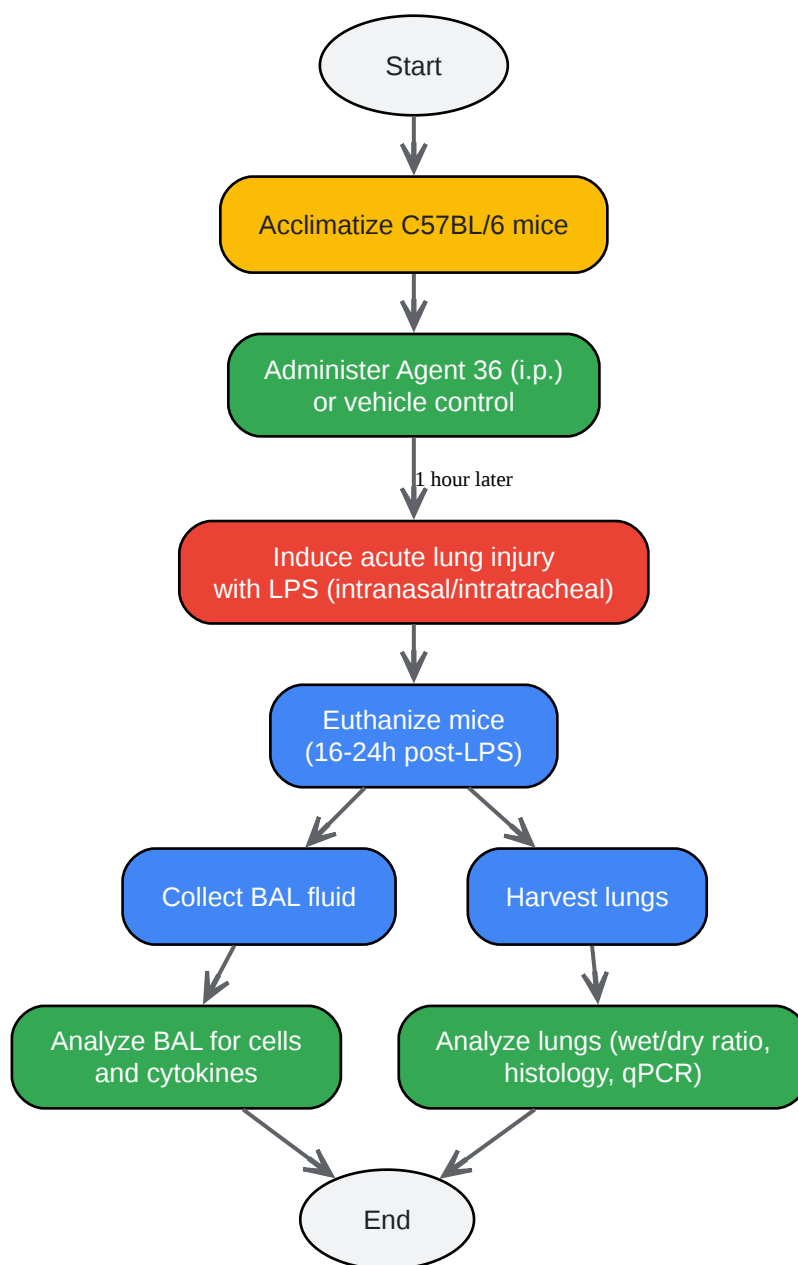 Start
Acclimatize C57BL/6 mice
Administer Agent 36 (i.p.)
or vehicle control
1 hour later
Induce acute lung injury
with LPS (intranasal/intratracheal)
Euthanize mice
(16-24h post-LPS)
Collect BAL fluid
Harvest lungs
Analyze BAL for cells
and cytokines
Analyze lungs (wet/dry ratio,
histology, qPCR)
End